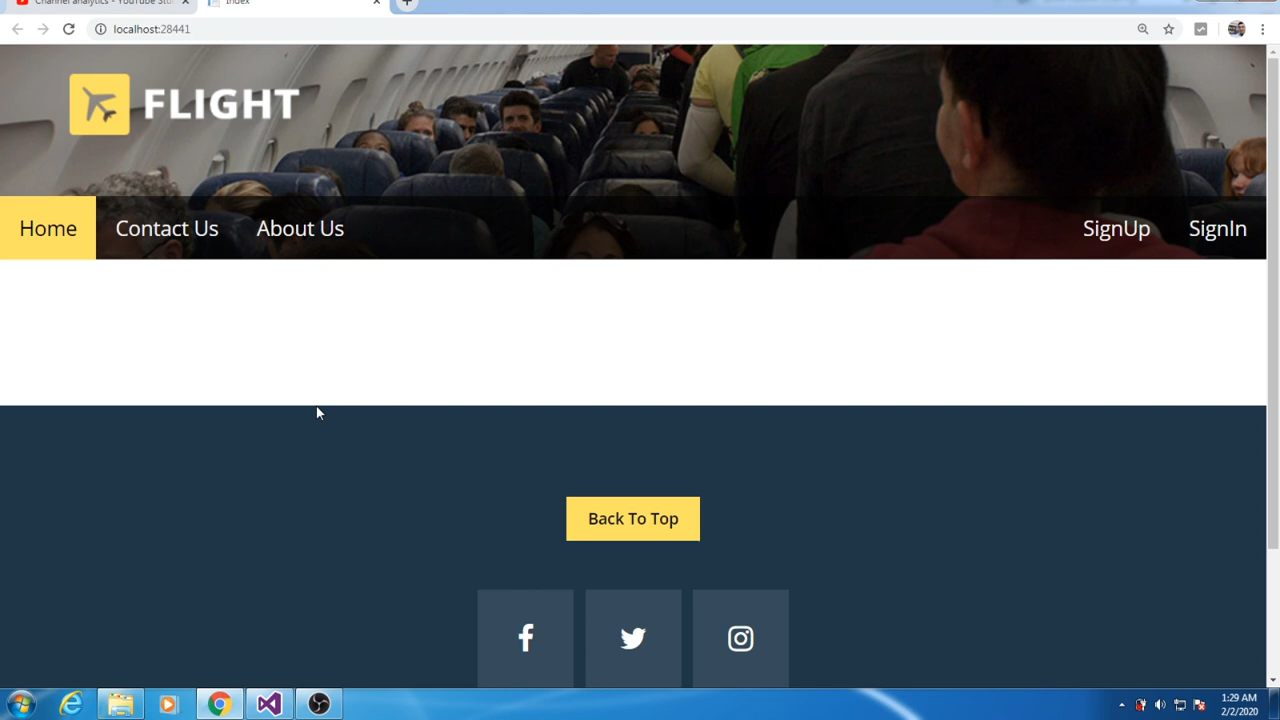 Channel analytics - YouTube Stu
Index
localhost:28441
FLIGHT
Home Contact Us About Us SignUp SignIn
Back To Top
1:29 AM
2/2/2020